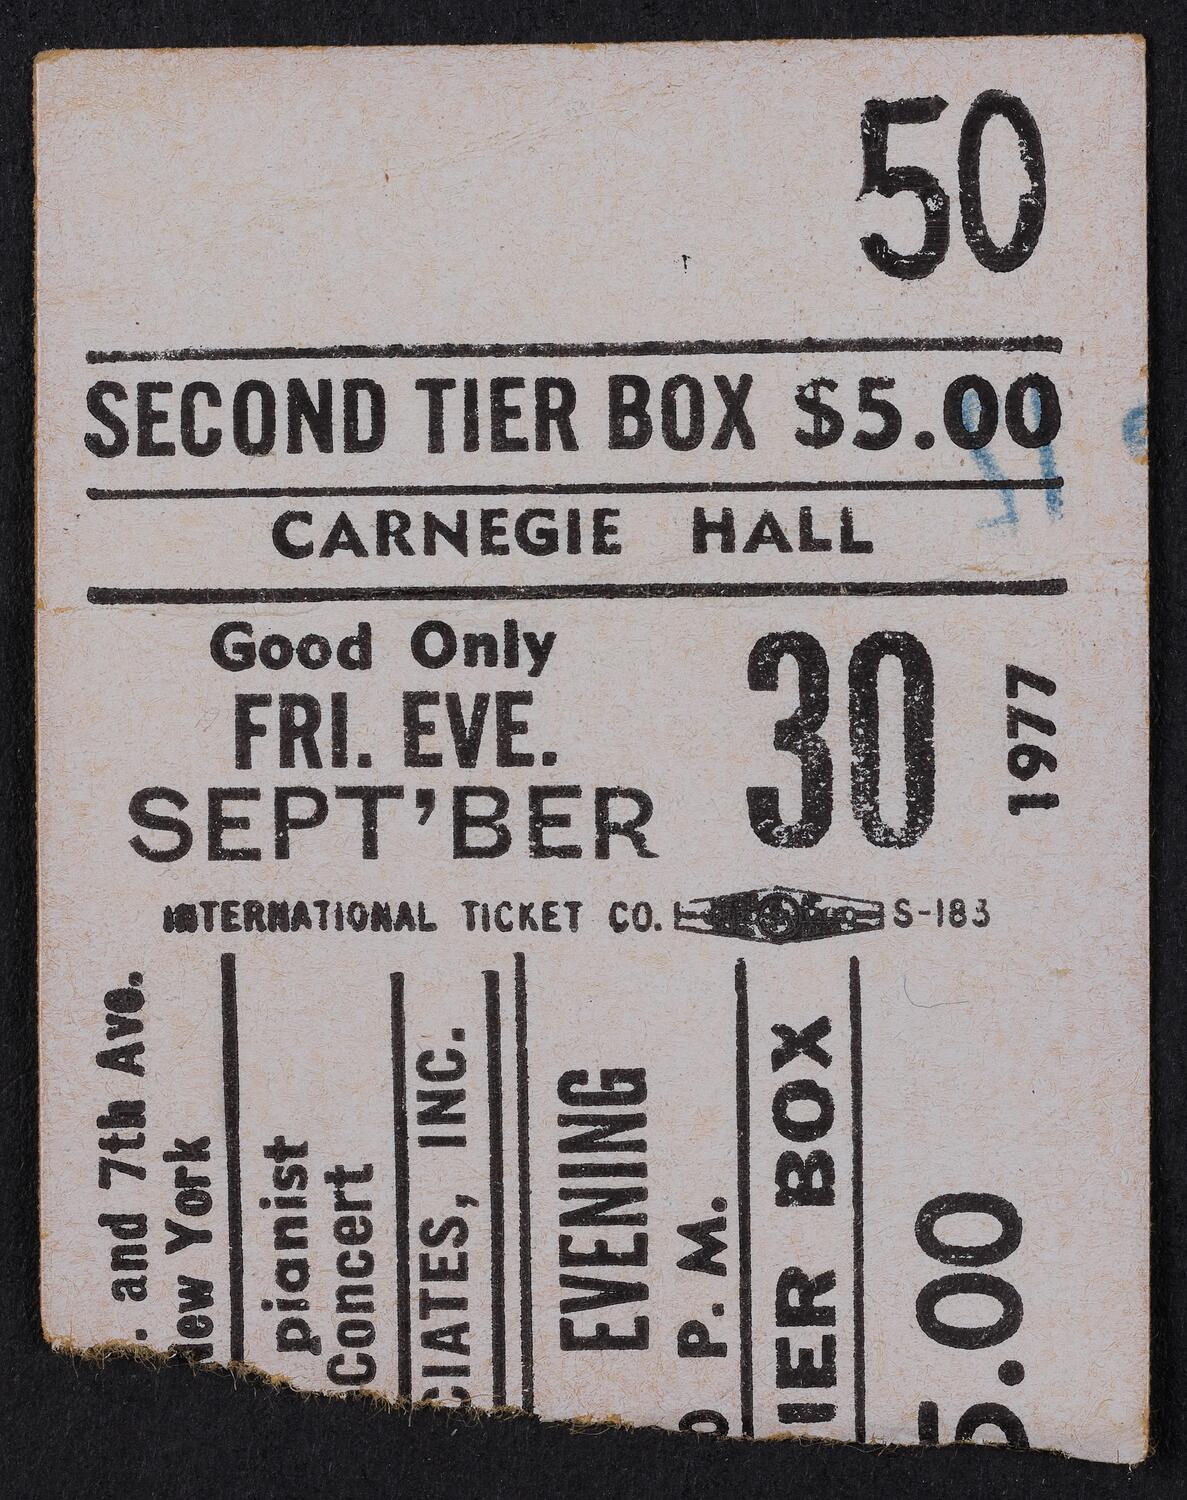 50
SECOND TIER BOX $5.00
CARNEGIE HALL
Good Only
FRI. EVE.
SEPT'BER
30
1977
INTERNATIONAL TICKET CO. S-183
. and 7th Ave.
New York
pianist
Concert
CIATES, INC.
EVENING
P. M.
IER BOX
5.00